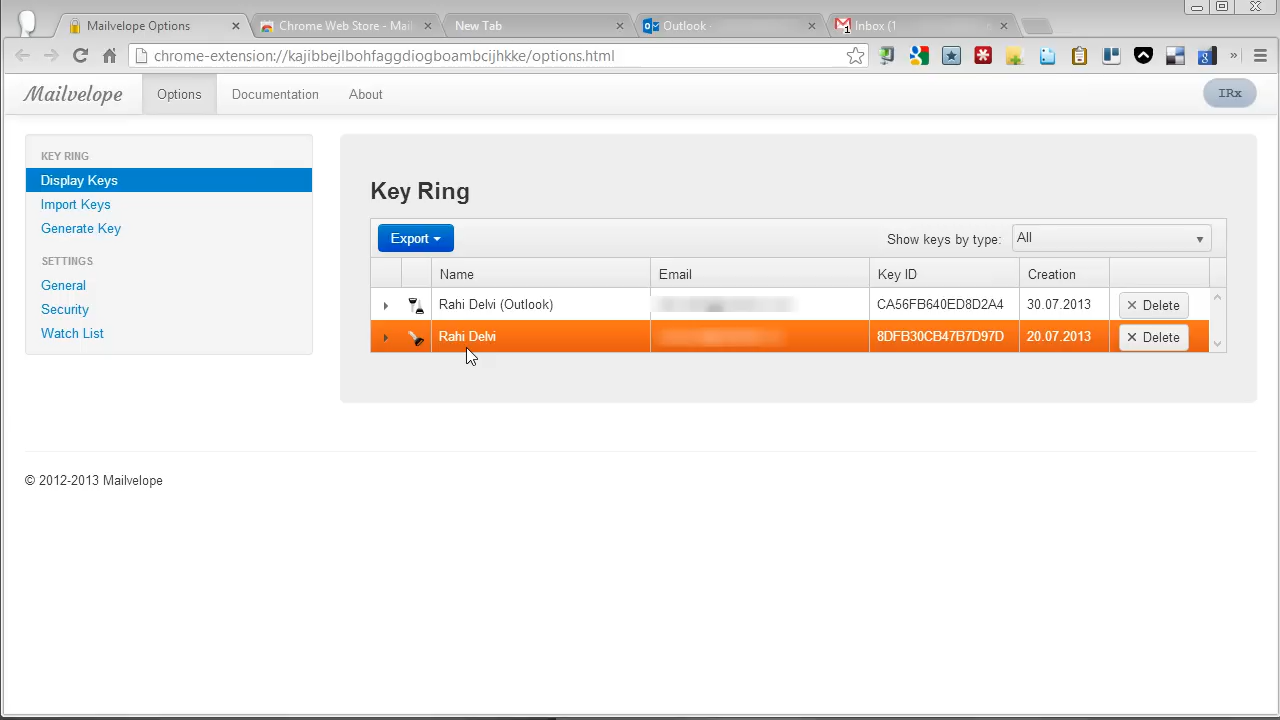 Mailvelope Options
Chrome Web Store - Mail
New Tab
Outlook -
Inbox (1
chrome-extension://kajibbejlbohfaggdiogboambcijhkke/options.html
Mailvelope
Options
Documentation
About
IRx
KEY RING
Display Keys
Import Keys
Generate Key
SETTINGS
General
Security
Watch List
Key Ring
Export
Show keys by type:
All
Name
Email
Key ID
Creation
Rahi Delvi (Outlook)
CA56FB640ED8D2A4
30.07.2013
Delete
Rahi Delvi
8DFB30CB47B7D97D
20.07.2013
Delete
© 2012-2013 Mailvelope